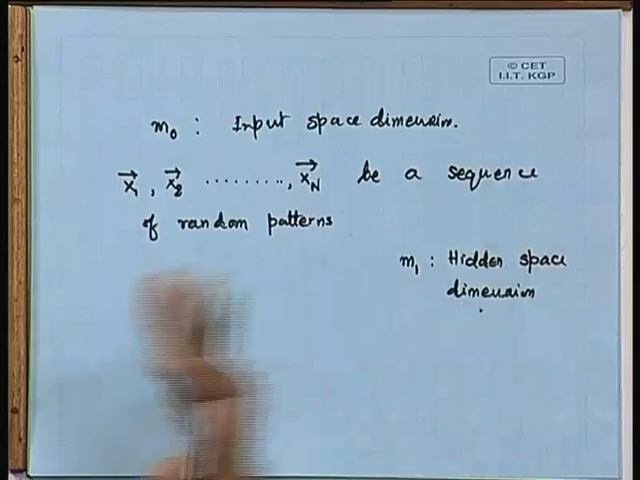 © CET
I.I.T. KGP
m₀ : Input space dimension.
x⃗₁, x⃗₂ ........., x⃗N be a sequence
of random patterns
m₁ : Hidden space
dimension